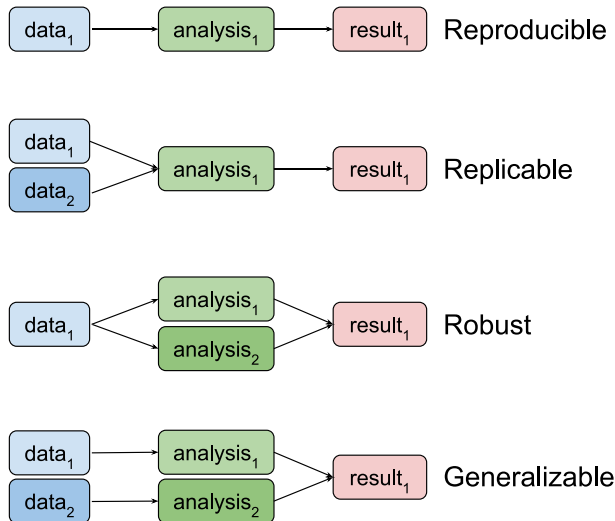 data₁ analysis₁ result₁ Reproducible
data₁
data₂ analysis₁ result₁ Replicable
data₁ analysis₁
analysis₂ result₁ Robust
data₁ analysis₁
data₂ analysis₂ result₁ Generalizable